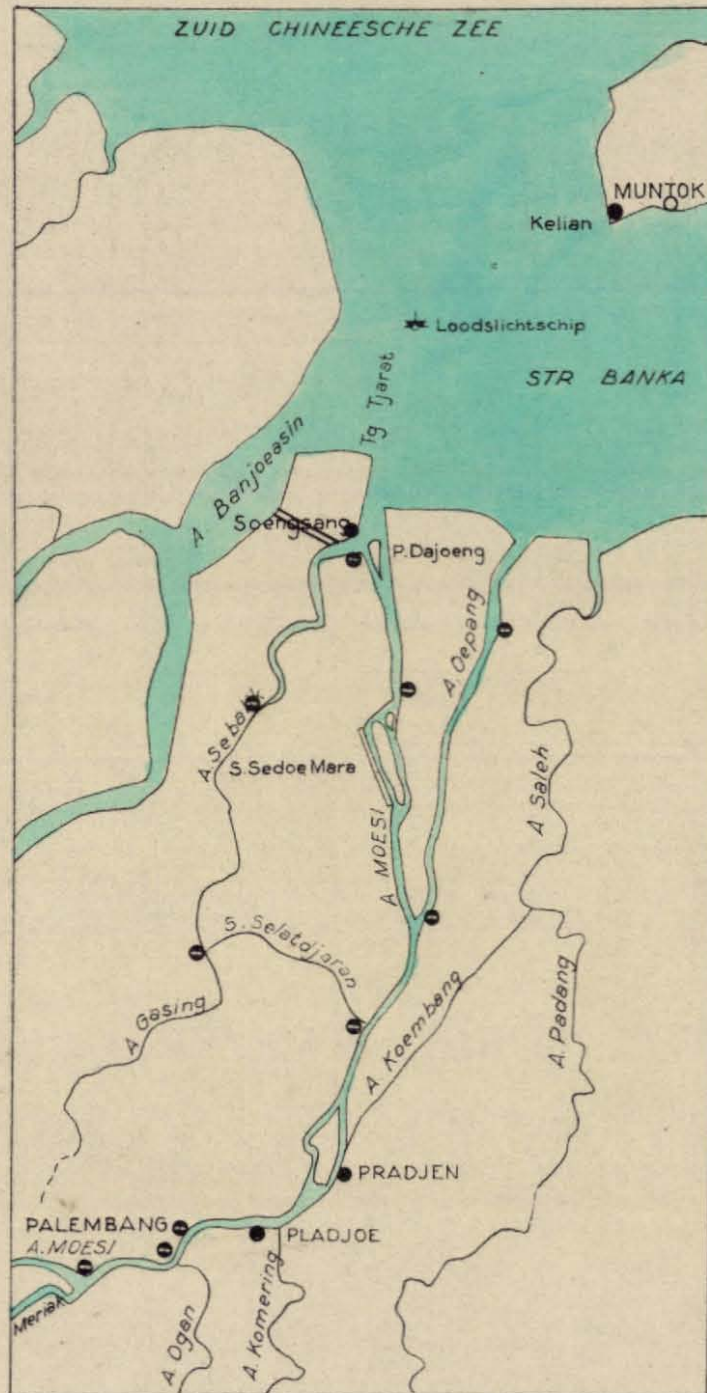 ZUID CHINEESCHE ZEE
MUNTOK
Kelian
Loodslichtschip
Tg Tjarat
STR BANKA
A Banjoeasin
Soengsang
P. Dajoeng
A. Oepang
A. Sebalik
S. Sedoe Mara
A Saleh
A MOESI
S. Selatdjaran
A Gasing
A. Koembang
A. Padang
PRADJEN
PALEMBANG
PLADJOE
A. MOESI
Meriak
A. Ogan
A. Komering